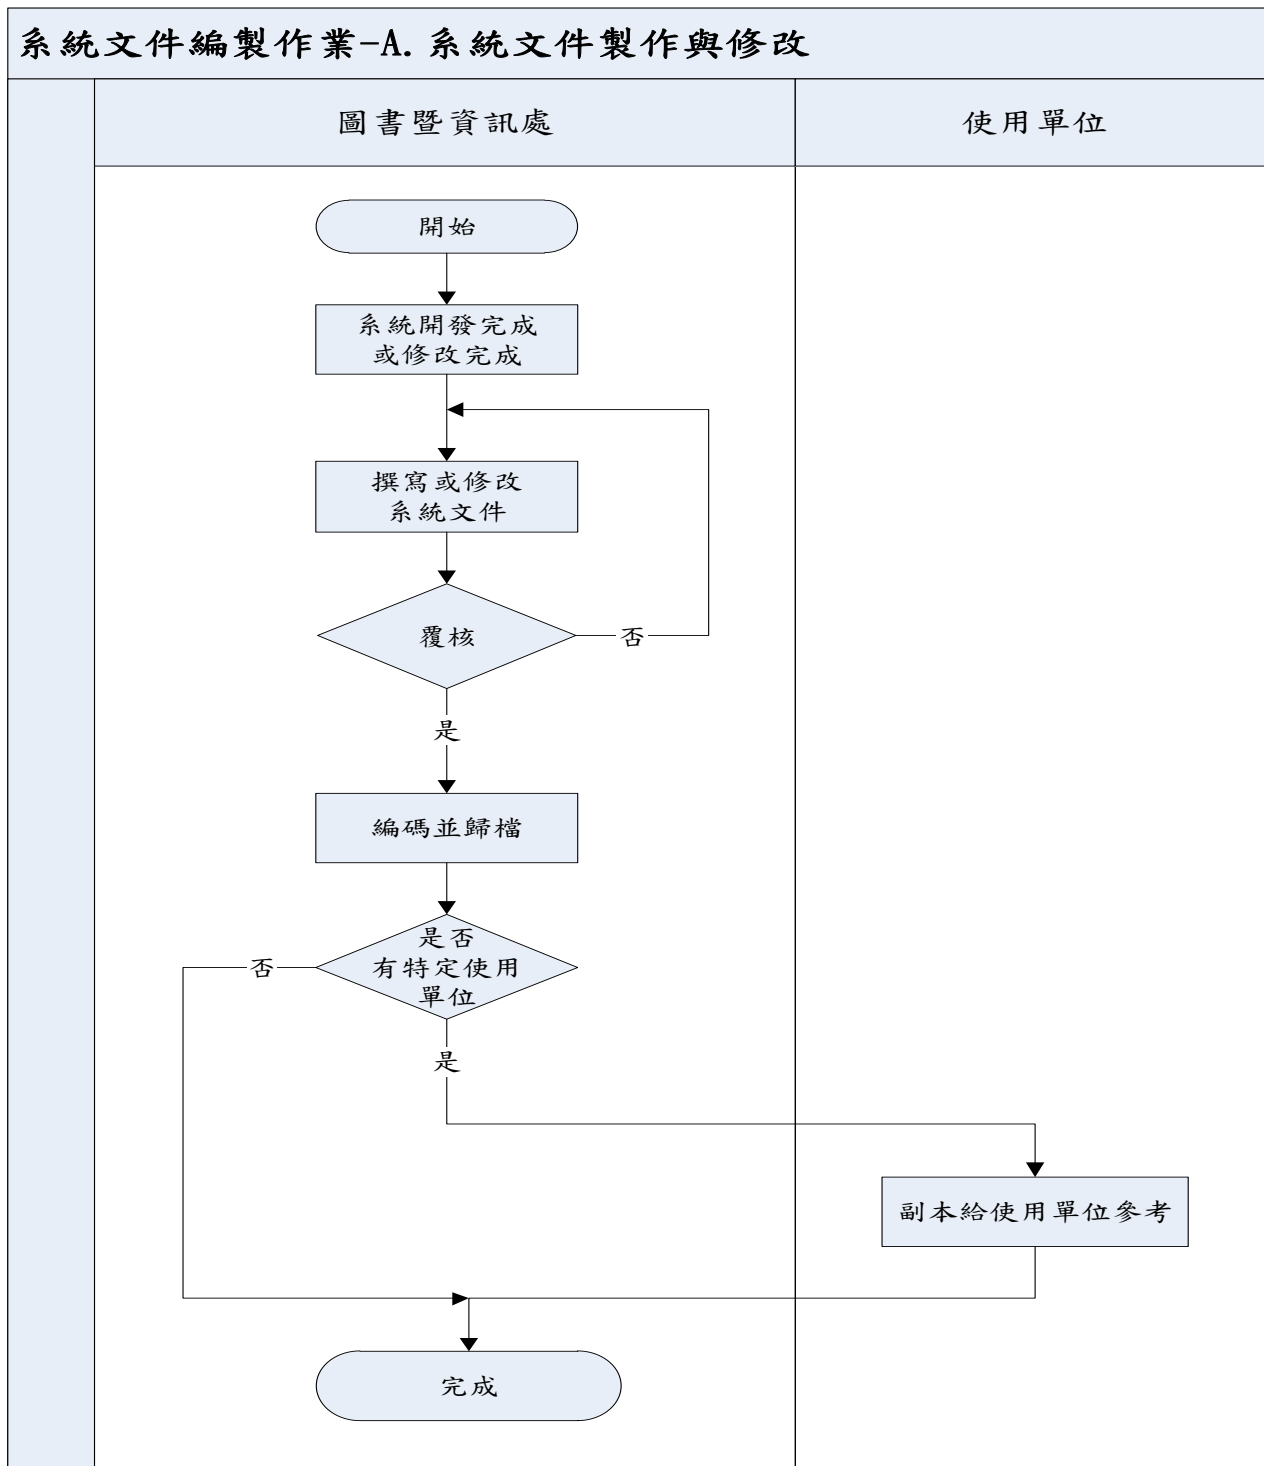 系統文件編製作業-A.系統文件製作與修改
圖書暨資訊處
使用單位
開始
系統開發完成
或修改完成
撰寫或修改
系統文件
覆核
否
是
編碼並歸檔
是否
有特定使用
單位
否
是
副本給使用單位參考
完成